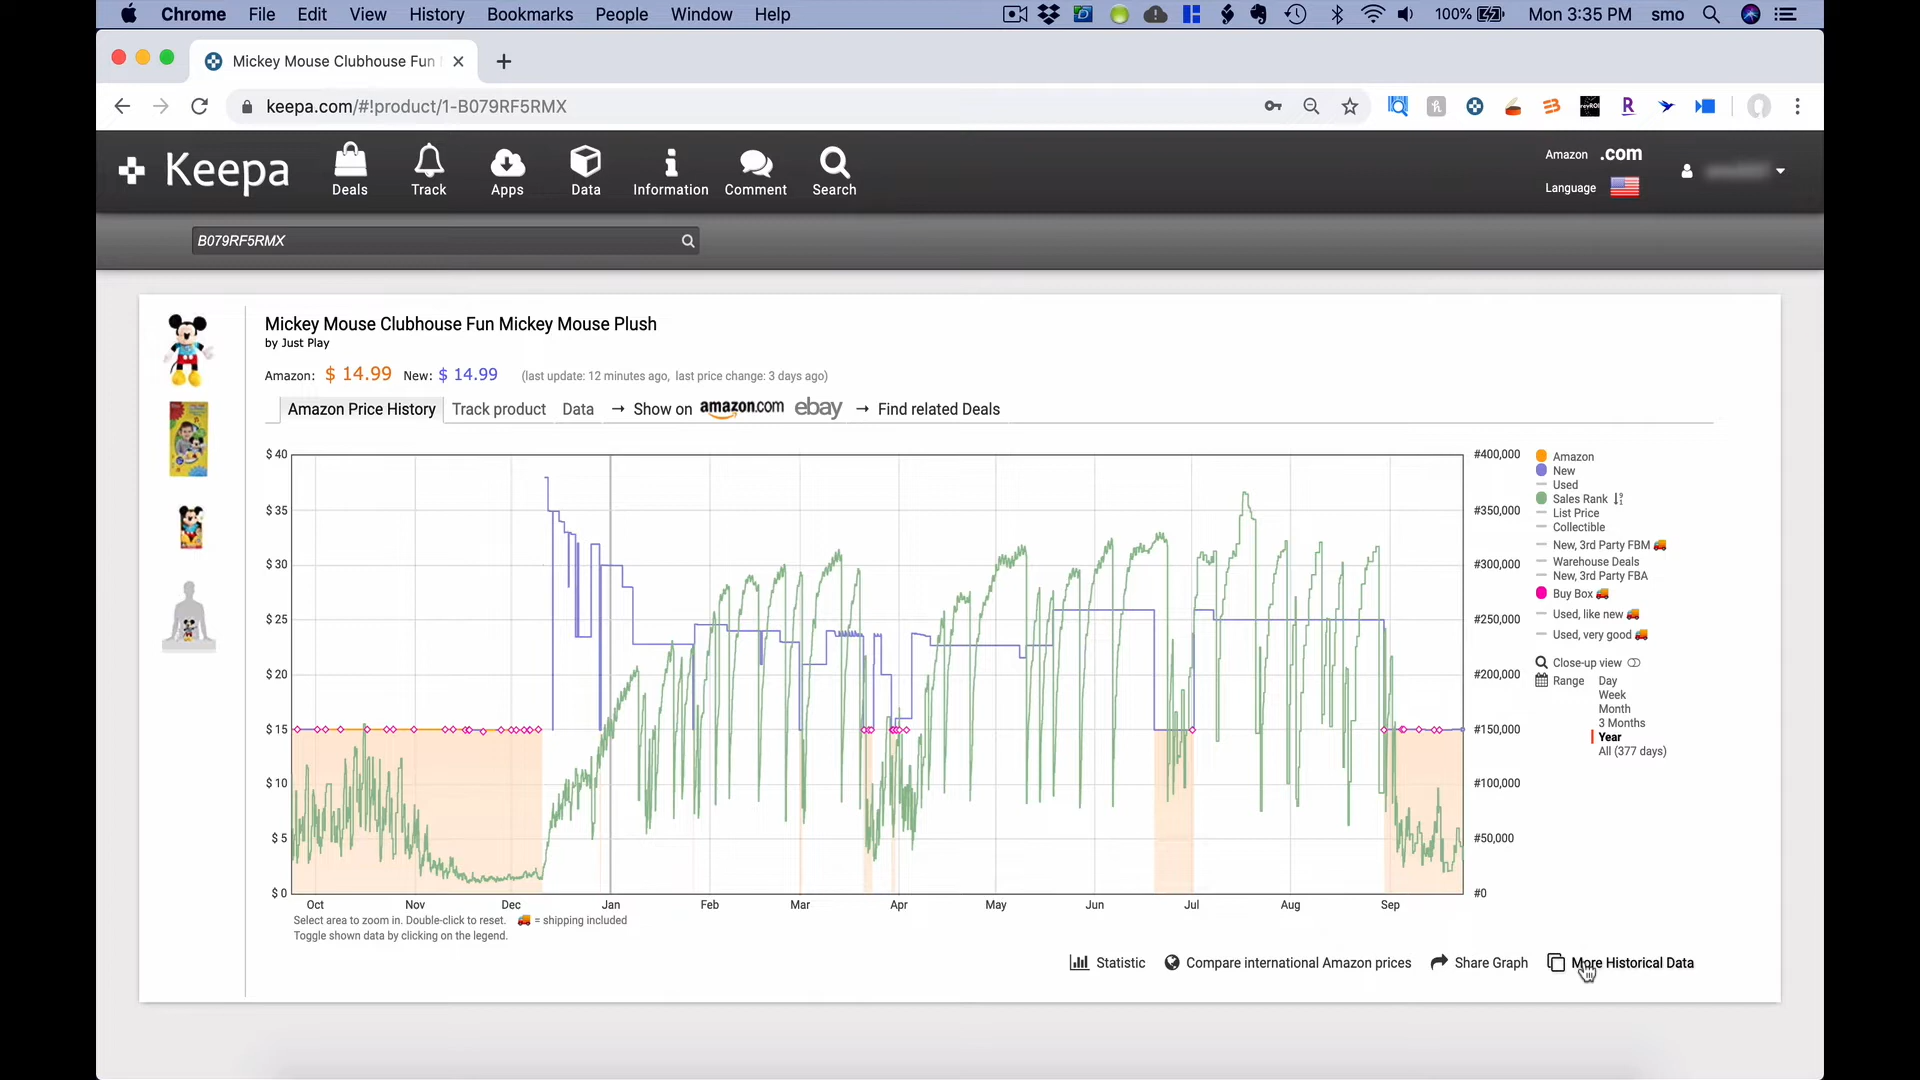 Chrome File Edit View History Bookmarks People Window Help 100% Mon 3:35 PM smo
Mickey Mouse Clubhouse Fun
keepa.com/#!product/1-B079RF5RMX
Keepa
Deals Track Apps Data Information Comment Search
Amazon .com
Language
B079RF5RMX
Mickey Mouse Clubhouse Fun Mickey Mouse Plush
by Just Play
Amazon: $ 14.99 New: $ 14.99 (last update: 12 minutes ago, last price change: 3 days ago)
Amazon Price History Track product Data → Show on amazon.com ebay → Find related Deals
$ 40
$ 35
$ 30
$ 25
$ 20
$ 15
$ 10
$ 5
$ 0
#400,000
#350,000
#300,000
#250,000
#200,000
#150,000
#100,000
#50,000
#0
Oct Nov Dec Jan Feb Mar Apr May Jun Jul Aug Sep
Amazon
New
Used
Sales Rank
List Price
Collectible
New, 3rd Party FBM
Warehouse Deals
New, 3rd Party FBA
Buy Box
Used, like new
Used, very good
Close-up view
Range Day
Week
Month
3 Months
Year
All (377 days)
Select area to zoom in. Double-click to reset. = shipping included
Toggle shown data by clicking on the legend.
Statistic Compare international Amazon prices Share Graph More Historical Data